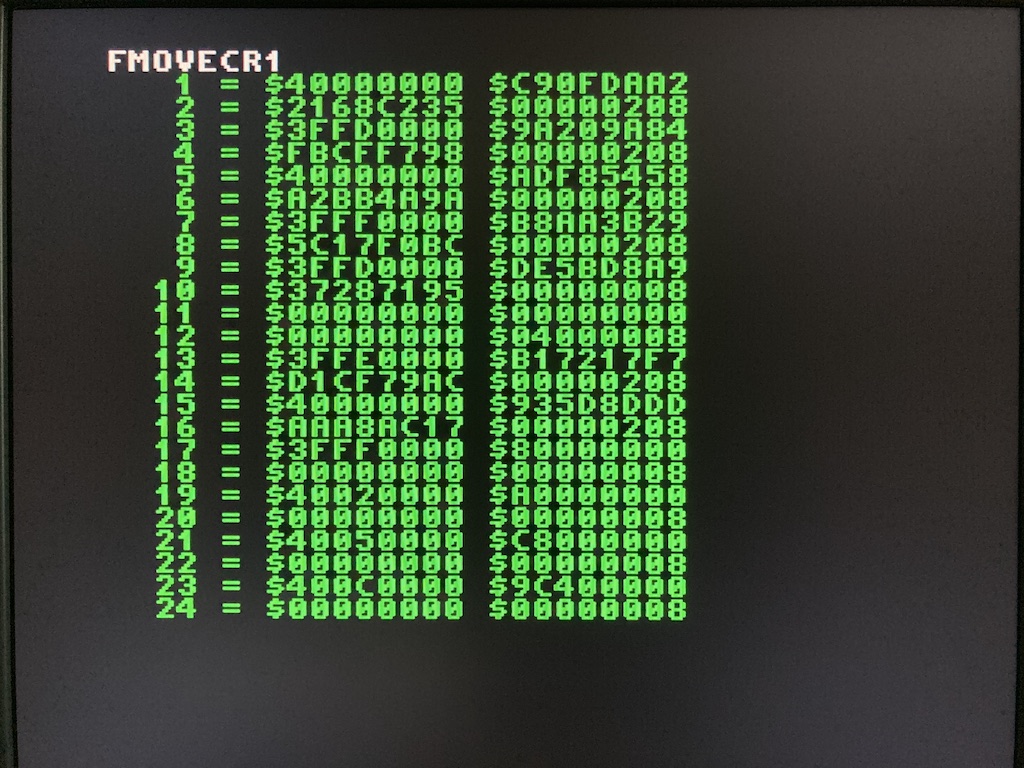 FMOVECR1
1 = $40000000 $C90FDAA2
2 = $2168C235 $00000208
3 = $3FFD0000 $9A209A84
4 = $FBCFF798 $00000208
5 = $40000000 $ADF85458
6 = $A2BB4A9A $00000208
7 = $3FFF0000 $B8AA3B29
8 = $5C17F0BC $00000208
9 = $3FFD0000 $DE5BD8A9
10 = $37287195 $00000008
11 = $00000000 $00000000
12 = $00000000 $04000008
13 = $3FFE0000 $B17217F7
14 = $D1CF79AC $00000208
15 = $40000000 $935D8DDD
16 = $AAA8AC17 $00000208
17 = $3FFF0000 $80000000
18 = $00000000 $00000008
19 = $40020000 $A0000000
20 = $00000000 $00000008
21 = $40050000 $C8000000
22 = $00000000 $00000008
23 = $400C0000 $9C400000
24 = $00000000 $00000008